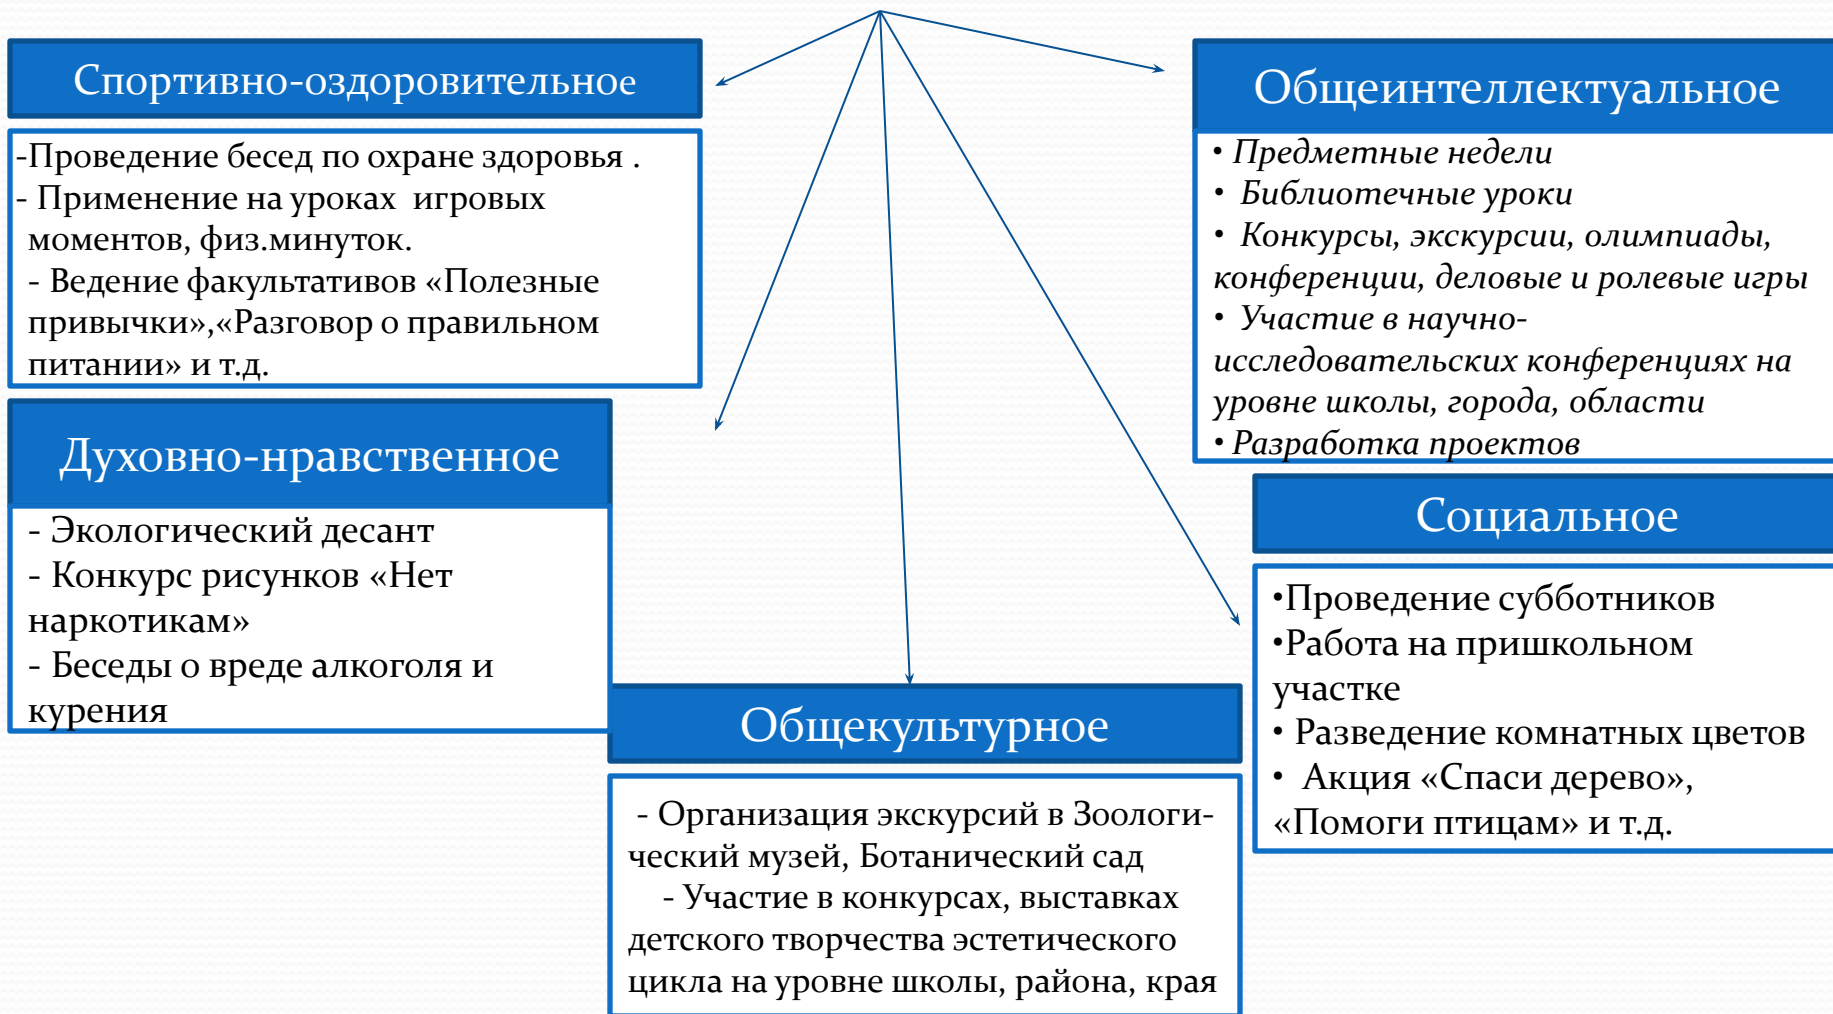 Спортивно-оздоровительное
-Проведение бесед по охране здоровья .
- Применение на уроках  игровых
моментов, физ.минуток.
- Ведение факультативов «Полезные
привычки»,«Разговор о правильном
питании» и т.д.
Духовно-нравственное
- Экологический десант
- Конкурс рисунков «Нет
наркотикам»
- Беседы о вреде алкоголя и
курения
Общекультурное
- Организация экскурсий в Зоологи-
ческий музей, Ботанический сад
- Участие в конкурсах, выставках
детского творчества эстетического
цикла на уровне школы, района, края
Общеинтеллектуальное
• Предметные недели
• Библиотечные уроки
• Конкурсы, экскурсии, олимпиады,
конференции, деловые и ролевые игры
• Участие в научно-
исследовательских конференциях на
уровне школы, города, области
• Разработка проектов
Социальное
•Проведение субботников
•Работа на пришкольном
участке
• Разведение комнатных цветов
• Акция «Спаси дерево»,
«Помоги птицам» и т.д.